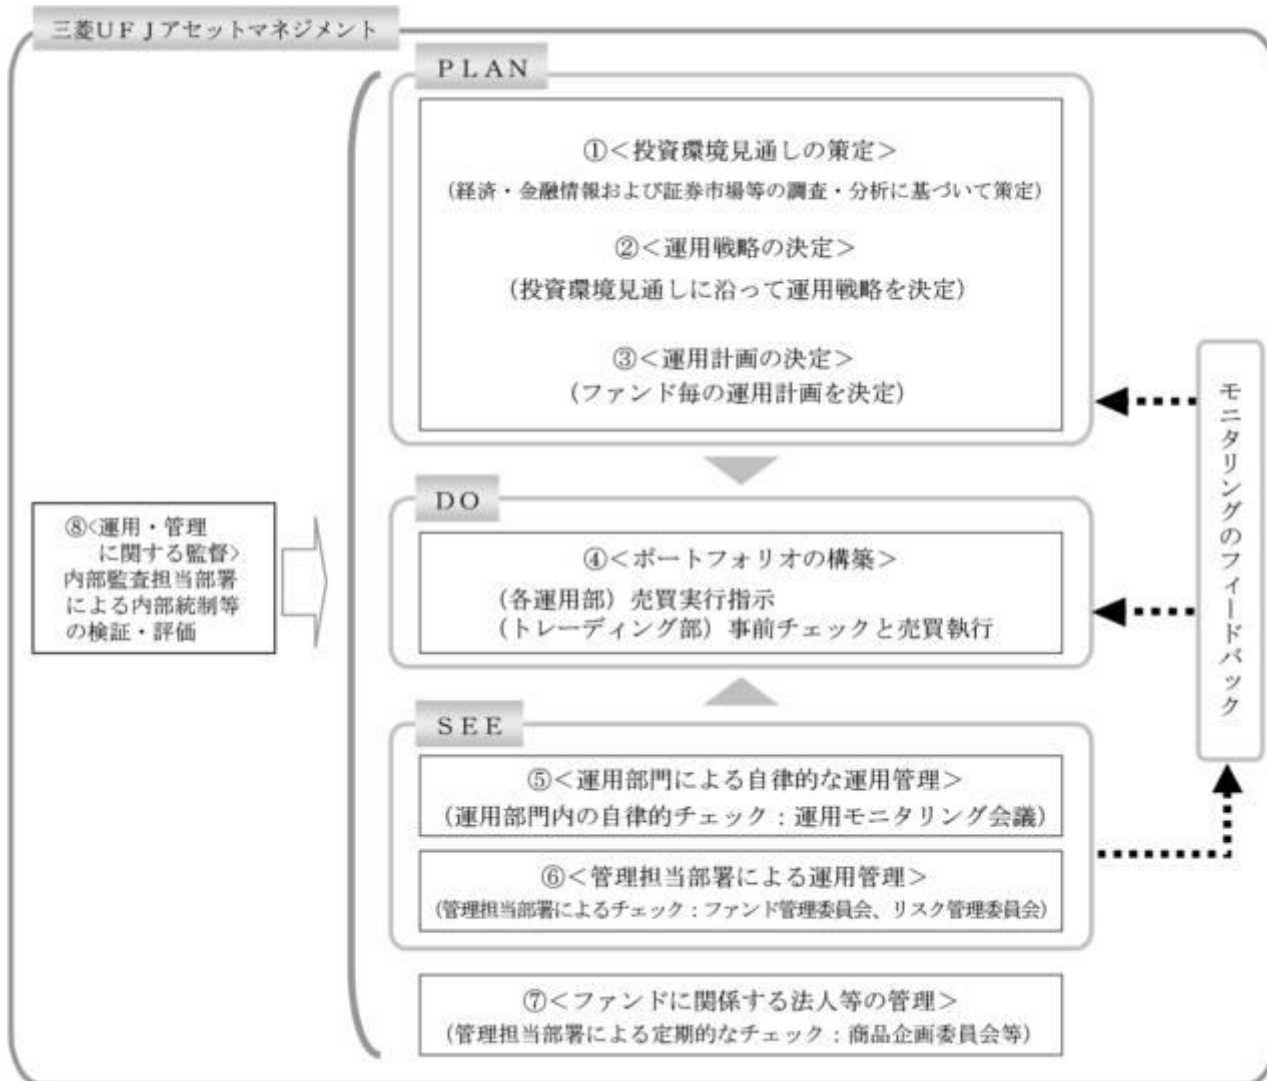 三菱UFJアセットマネジメント
PLAN
①<投資環境見通しの策定>
(経済・金融情報および証券市場等の調査・分析に基づいて策定)
②<運用戦略の決定>
(投資環境見通しに沿って運用戦略を決定)
③<運用計画の決定>
(ファンド毎の運用計画を決定)
DO
④<ポートフォリオの構築>
(各運用部)売買実行指示
(トレーディング部)事前チェックと売買執行
SEE
⑤<運用部門による自律的な運用管理>
(運用部門内の自律的チェック:運用モニタリング会議)
⑥<管理担当部署による運用管理>
(管理担当部署によるチェック:ファンド管理委員会、リスク管理委員会)
⑦<ファンドに関係する法人等の管理>
(管理担当部署による定期的なチェック:商品企画委員会等)
⑧<運用・管理
に関する監督>
内部監査担当部署
による内部統制等
の検証・評価
モニタリングのフィードバック